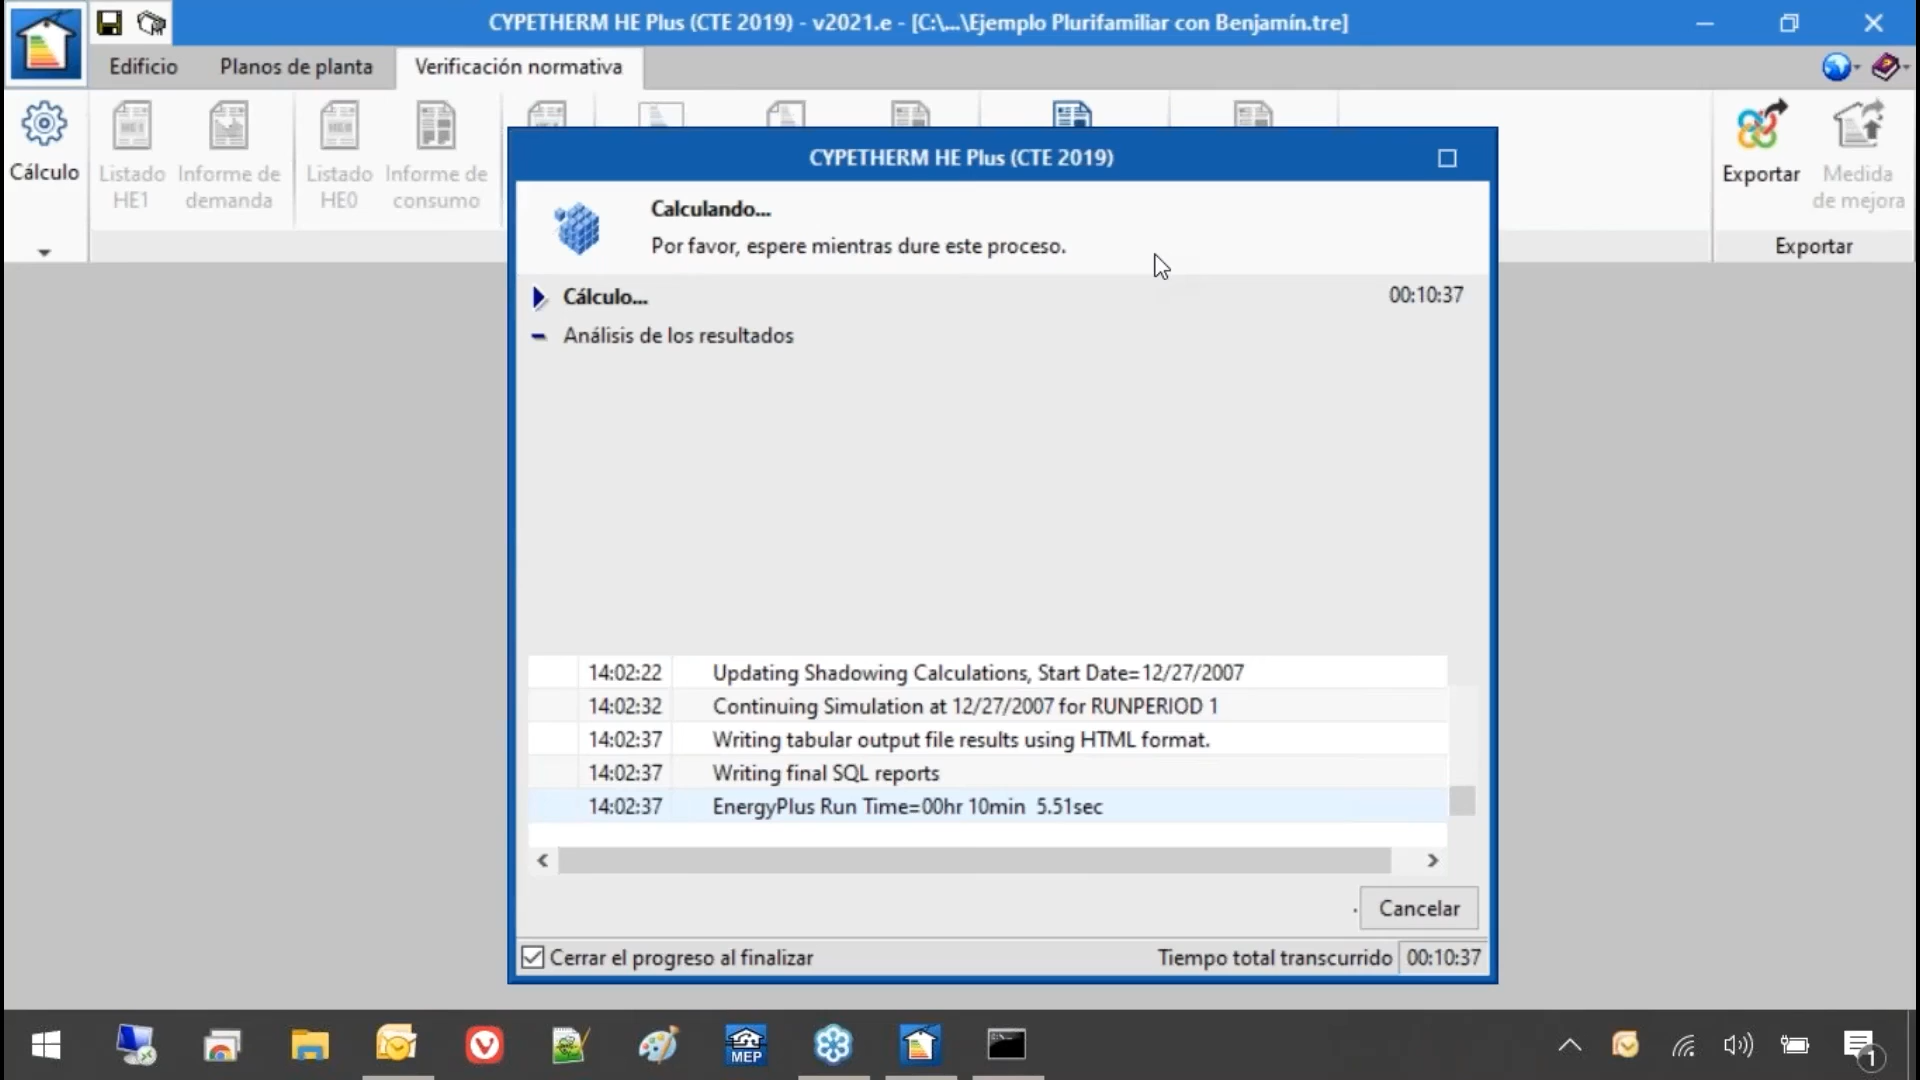 CYPETHERM HE Plus (CTE 2019) - v2021.e - [C:\...\Ejemplo Plurifamiliar con Benjamín.tre]
Edificio
Planos de planta
Verificación normativa
Cálculo
Listado
HE1
Informe de
demanda
Listado
HE0
Informe de
consumo
Exportar
Medida
de mejora
Exportar
CYPETHERM HE Plus (CTE 2019)
Calculando...
Por favor, espere mientras dure este proceso.
Cálculo...
00:10:37
Análisis de los resultados
14:02:22 Updating Shadowing Calculations, Start Date=12/27/2007
14:02:32 Continuing Simulation at 12/27/2007 for RUNPERIOD 1
14:02:37 Writing tabular output file results using HTML format.
14:02:37 Writing final SQL reports
14:02:37 EnergyPlus Run Time=00hr 10min  5.51sec
Cancelar
Cerrar el progreso al finalizar
Tiempo total transcurrido 00:10:37
MEP
1